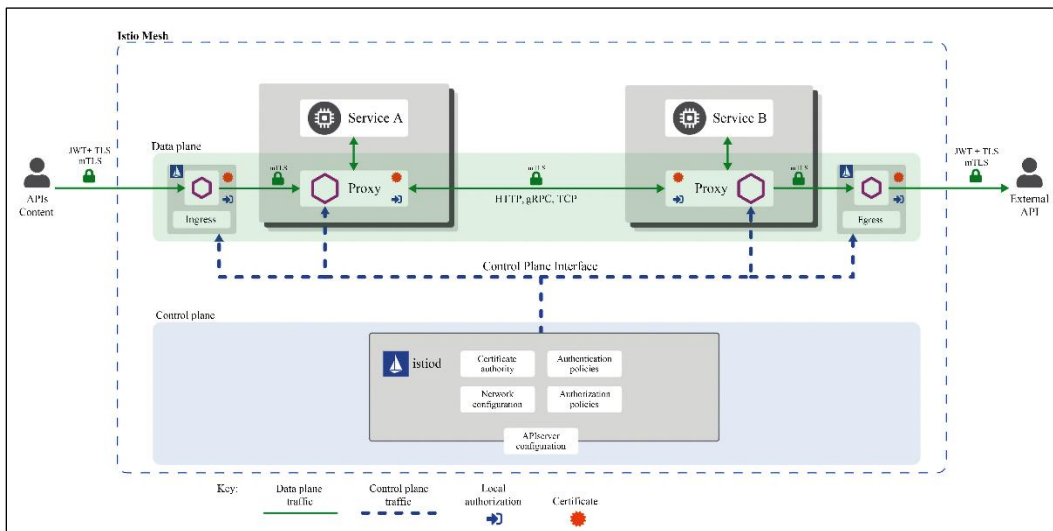 Istio Mesh
Service A
Service B
Data plane
JWT+ TLS
mTLS
mTLS
Proxy
mTLS
HTTP, gRPC, TCP
Proxy
mTLS
JWT + TLS
mTLS
APIs
Content
Ingress
Egress
External
API
Control Plane Interface
Control plane
istiod
Certificate
authority
Authentication
policies
Network
configuration
Authorization
policies
APIserver
configuration
Key:
Data plane
traffic
Control plane
traffic
Local
authorization
Certificate